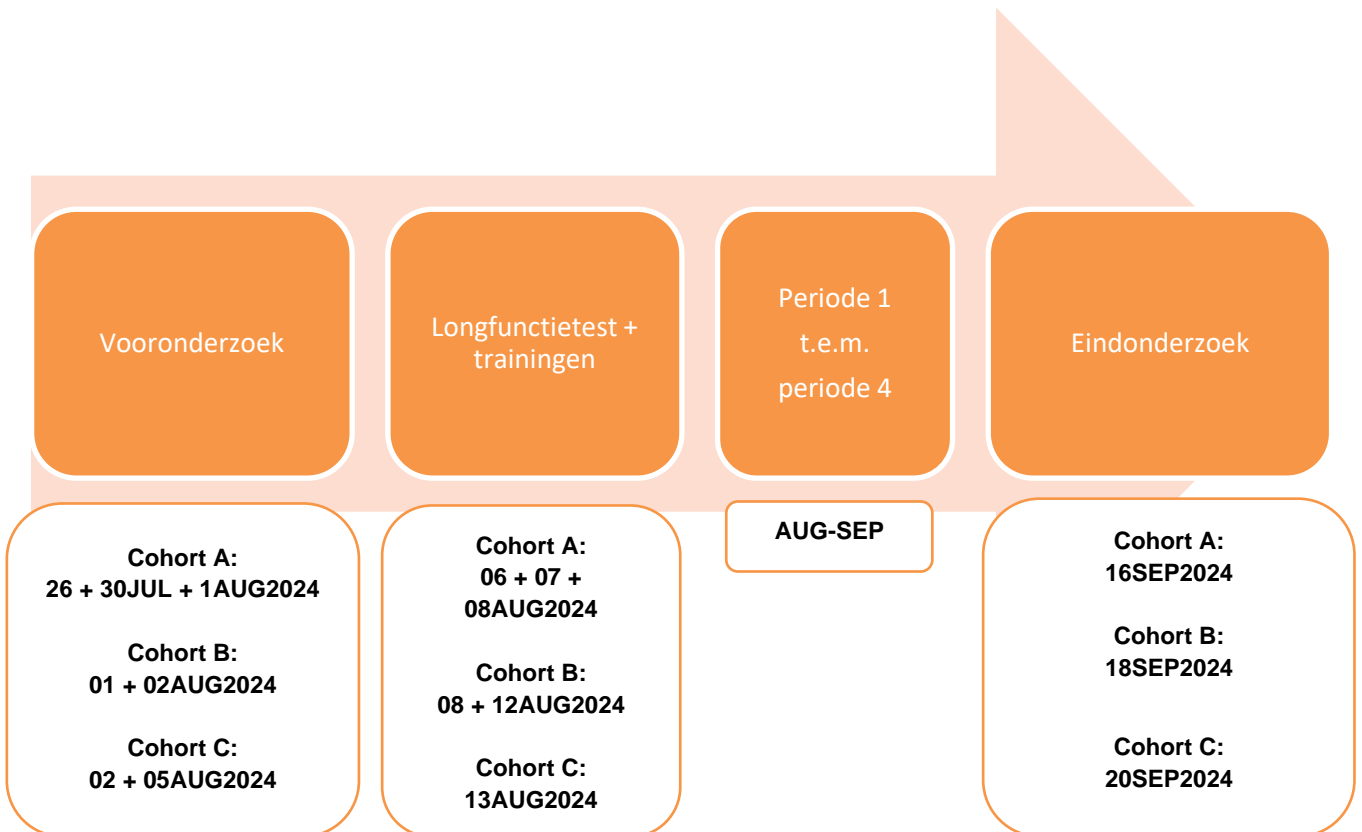 Vooronderzoek
Longfunctietest +
trainingen
Periode 1
t.e.m.
periode 4
Eindonderzoek
Cohort A:
26 + 30JUL + 1AUG2024
Cohort B:
01 + 02AUG2024
Cohort C:
02 + 05AUG2024
Cohort A:
06 + 07 +
08AUG2024
Cohort B:
08 + 12AUG2024
Cohort C:
13AUG2024
AUG-SEP
Cohort A:
16SEP2024
Cohort B:
18SEP2024
Cohort C:
20SEP2024